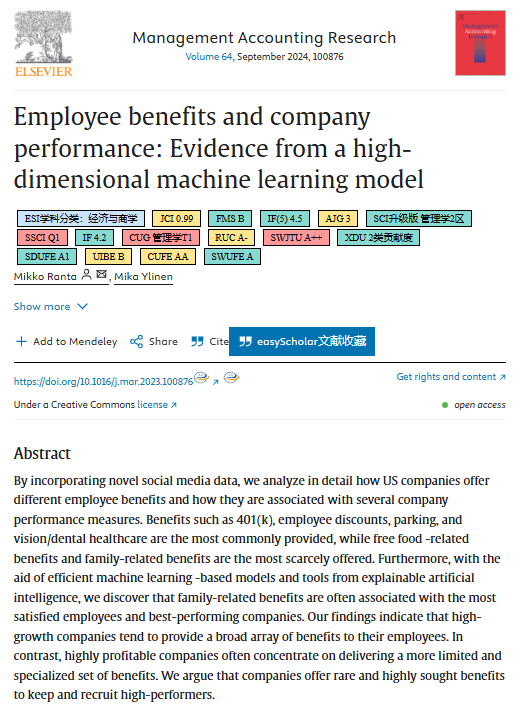 ELSEVIER
Management Accounting Research
Volume 64, September 2024, 100876
Management
Accounting
Research
Employee benefits and company
performance: Evidence from a high-
dimensional machine learning model
ESI学科分类：经济与商学 JCI 0.99 FMS B IF(5) 4.5 AJG 3 SCI升级版 管理学2区
SSCI Q1 IF 4.2 CUG 管理学T1 RUC A- SWJTU A++ XDU 2类贡献度
SDUFE A1 UIBE B CUFE AA SWUFE A
Mikko Ranta, Mika Ylinen
Show more
Add to Mendeley Share Cite easyScholar文献收藏
https://doi.org/10.1016/j.mar.2023.100876
Get rights and content
Under a Creative Commons license
open access
Abstract
By incorporating novel social media data, we analyze in detail how US companies offer
different employee benefits and how they are associated with several company
performance measures. Benefits such as 401(k), employee discounts, parking, and
vision/dental healthcare are the most commonly provided, while free food -related
benefits and family-related benefits are the most scarcely offered. Furthermore, with the
aid of efficient machine learning -based models and tools from explainable artificial
intelligence, we discover that family-related benefits are often associated with the most
satisfied employees and best-performing companies. Our findings indicate that high-
growth companies tend to provide a broad array of benefits to their employees. In
contrast, highly profitable companies often concentrate on delivering a more limited and
specialized set of benefits. We argue that companies offer rare and highly sought benefits
to keep and recruit high-performers.